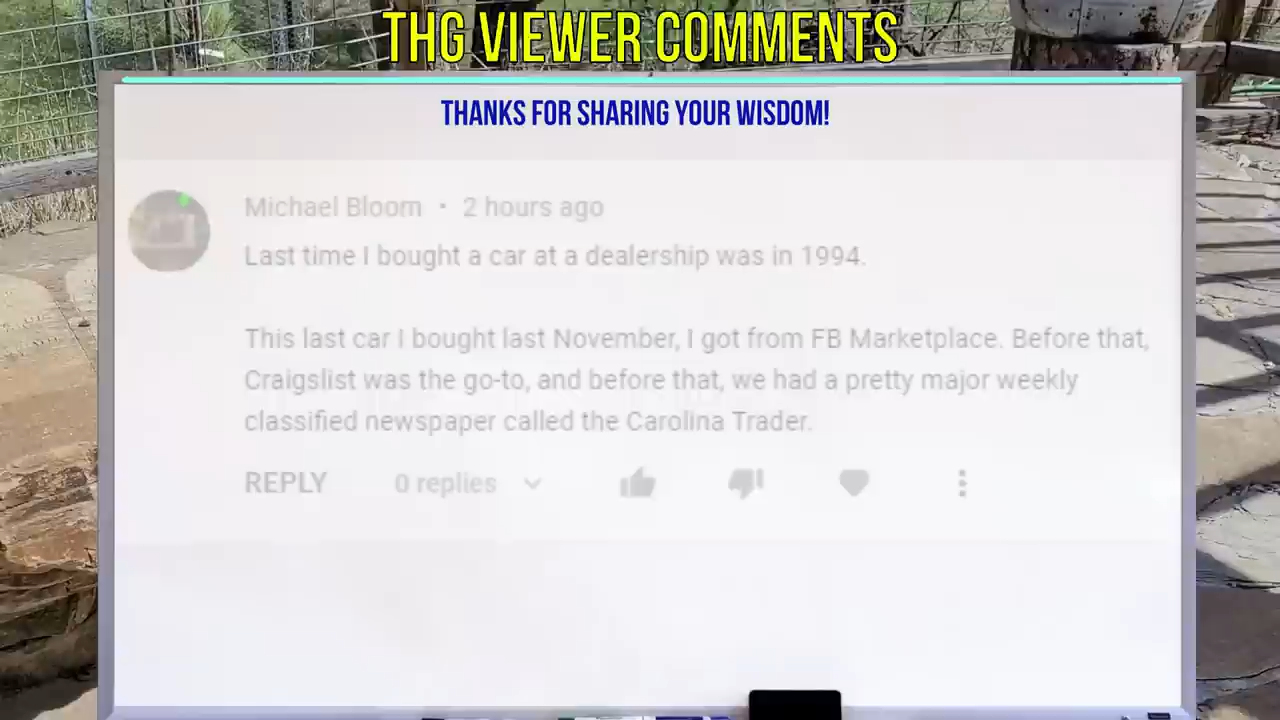 THG VIEWER COMMENTS
THANKS FOR SHARING YOUR WISDOM!
Michael Bloom • 2 hours ago
Last time I bought a car at a dealership was in 1994.
This last car I bought last November, I got from FB Marketplace. Before that,
Craigslist was the go-to, and before that, we had a pretty major weekly
classified newspaper called the Carolina Trader.
REPLY 0 replies